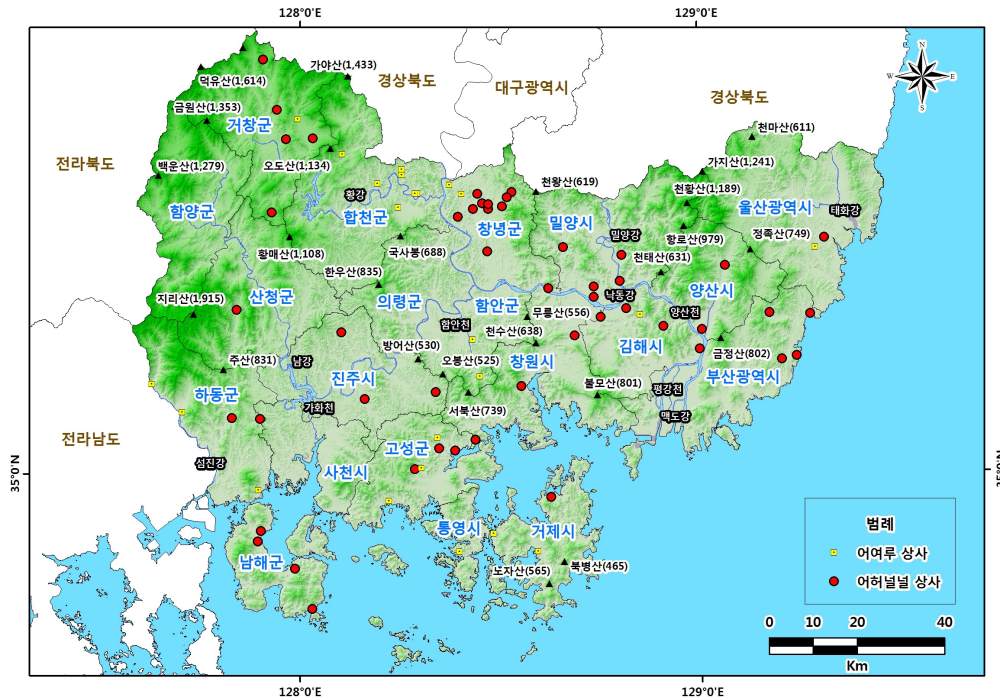 128°0'E
129°0'E
N
W
E
S
가야산(1,433)
덕유산(1,614)
경상북도
대구광역시
경상북도
금원산(1,353)
거창군
천마산(611)
전라북도
백운산(1,279)
오도산(1,134)
가지산(1,241)
천왕산(619)
천황산(1,189)
황강
함양군
합천군
울산광역시
태화강
창녕군
밀양시
밀양강
향로산(979)
정족산(749)
황매산(1,108)
국사봉(688)
천태산(631)
한우산(835)
지리산(1,915)
산청군
의령군
함안군
낙동강
양산시
무릉산(556)
양산천
함안천
천수산(638)
방어산(530)
김해시
금정산(802)
주산(831)
남강
오봉산(525)
창원시
진주시
불모산(801)
부산광역시
하동군
평강천
가화천
서북산(739)
맥도강
전라남도
고성군
섬진강
사천시
35°0'N
통영시
거제시
남해군
노자산(565)
북병산(465)
범례
어여루 상사
어허널널 상사
0
10
20
40
Km
128°0'E
129°0'E